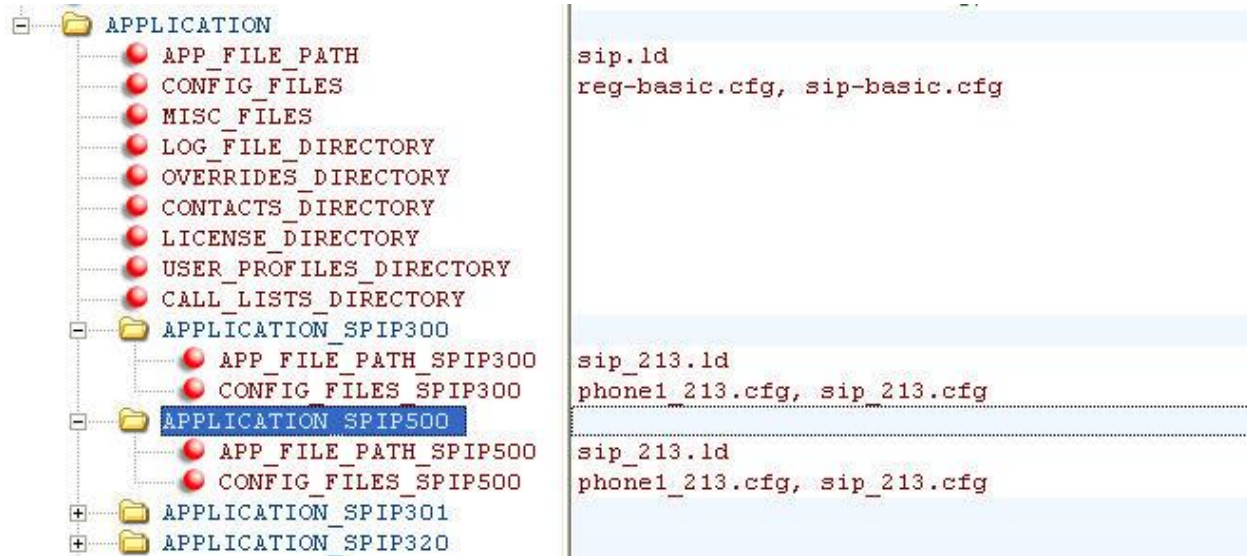 APPLICATION
APP_FILE_PATH sip.ld
CONFIG_FILES reg-basic.cfg, sip-basic.cfg
MISC_FILES
LOG_FILE_DIRECTORY
OVERRIDES_DIRECTORY
CONTACTS_DIRECTORY
LICENSE_DIRECTORY
USER_PROFILES_DIRECTORY
CALL_LISTS_DIRECTORY
APPLICATION_SPIP300
APP_FILE_PATH_SPIP300 sip_213.ld
CONFIG_FILES_SPIP300 phone1_213.cfg, sip_213.cfg
APPLICATION_SPIP500
APP_FILE_PATH_SPIP500 sip_213.ld
CONFIG_FILES_SPIP500 phone1_213.cfg, sip_213.cfg
APPLICATION_SPIP301
APPLICATION_SPIP320